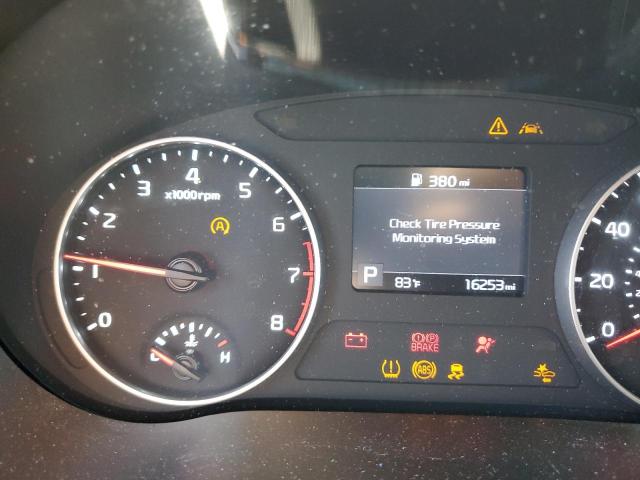 380 mi
Check Tire Pressure
Monitoring System
P 83°F 16253 mi
0 1 2 3 4 5 6 7 8
x1000rpm
A
C H
P
BRAKE
ABS
40
20
0